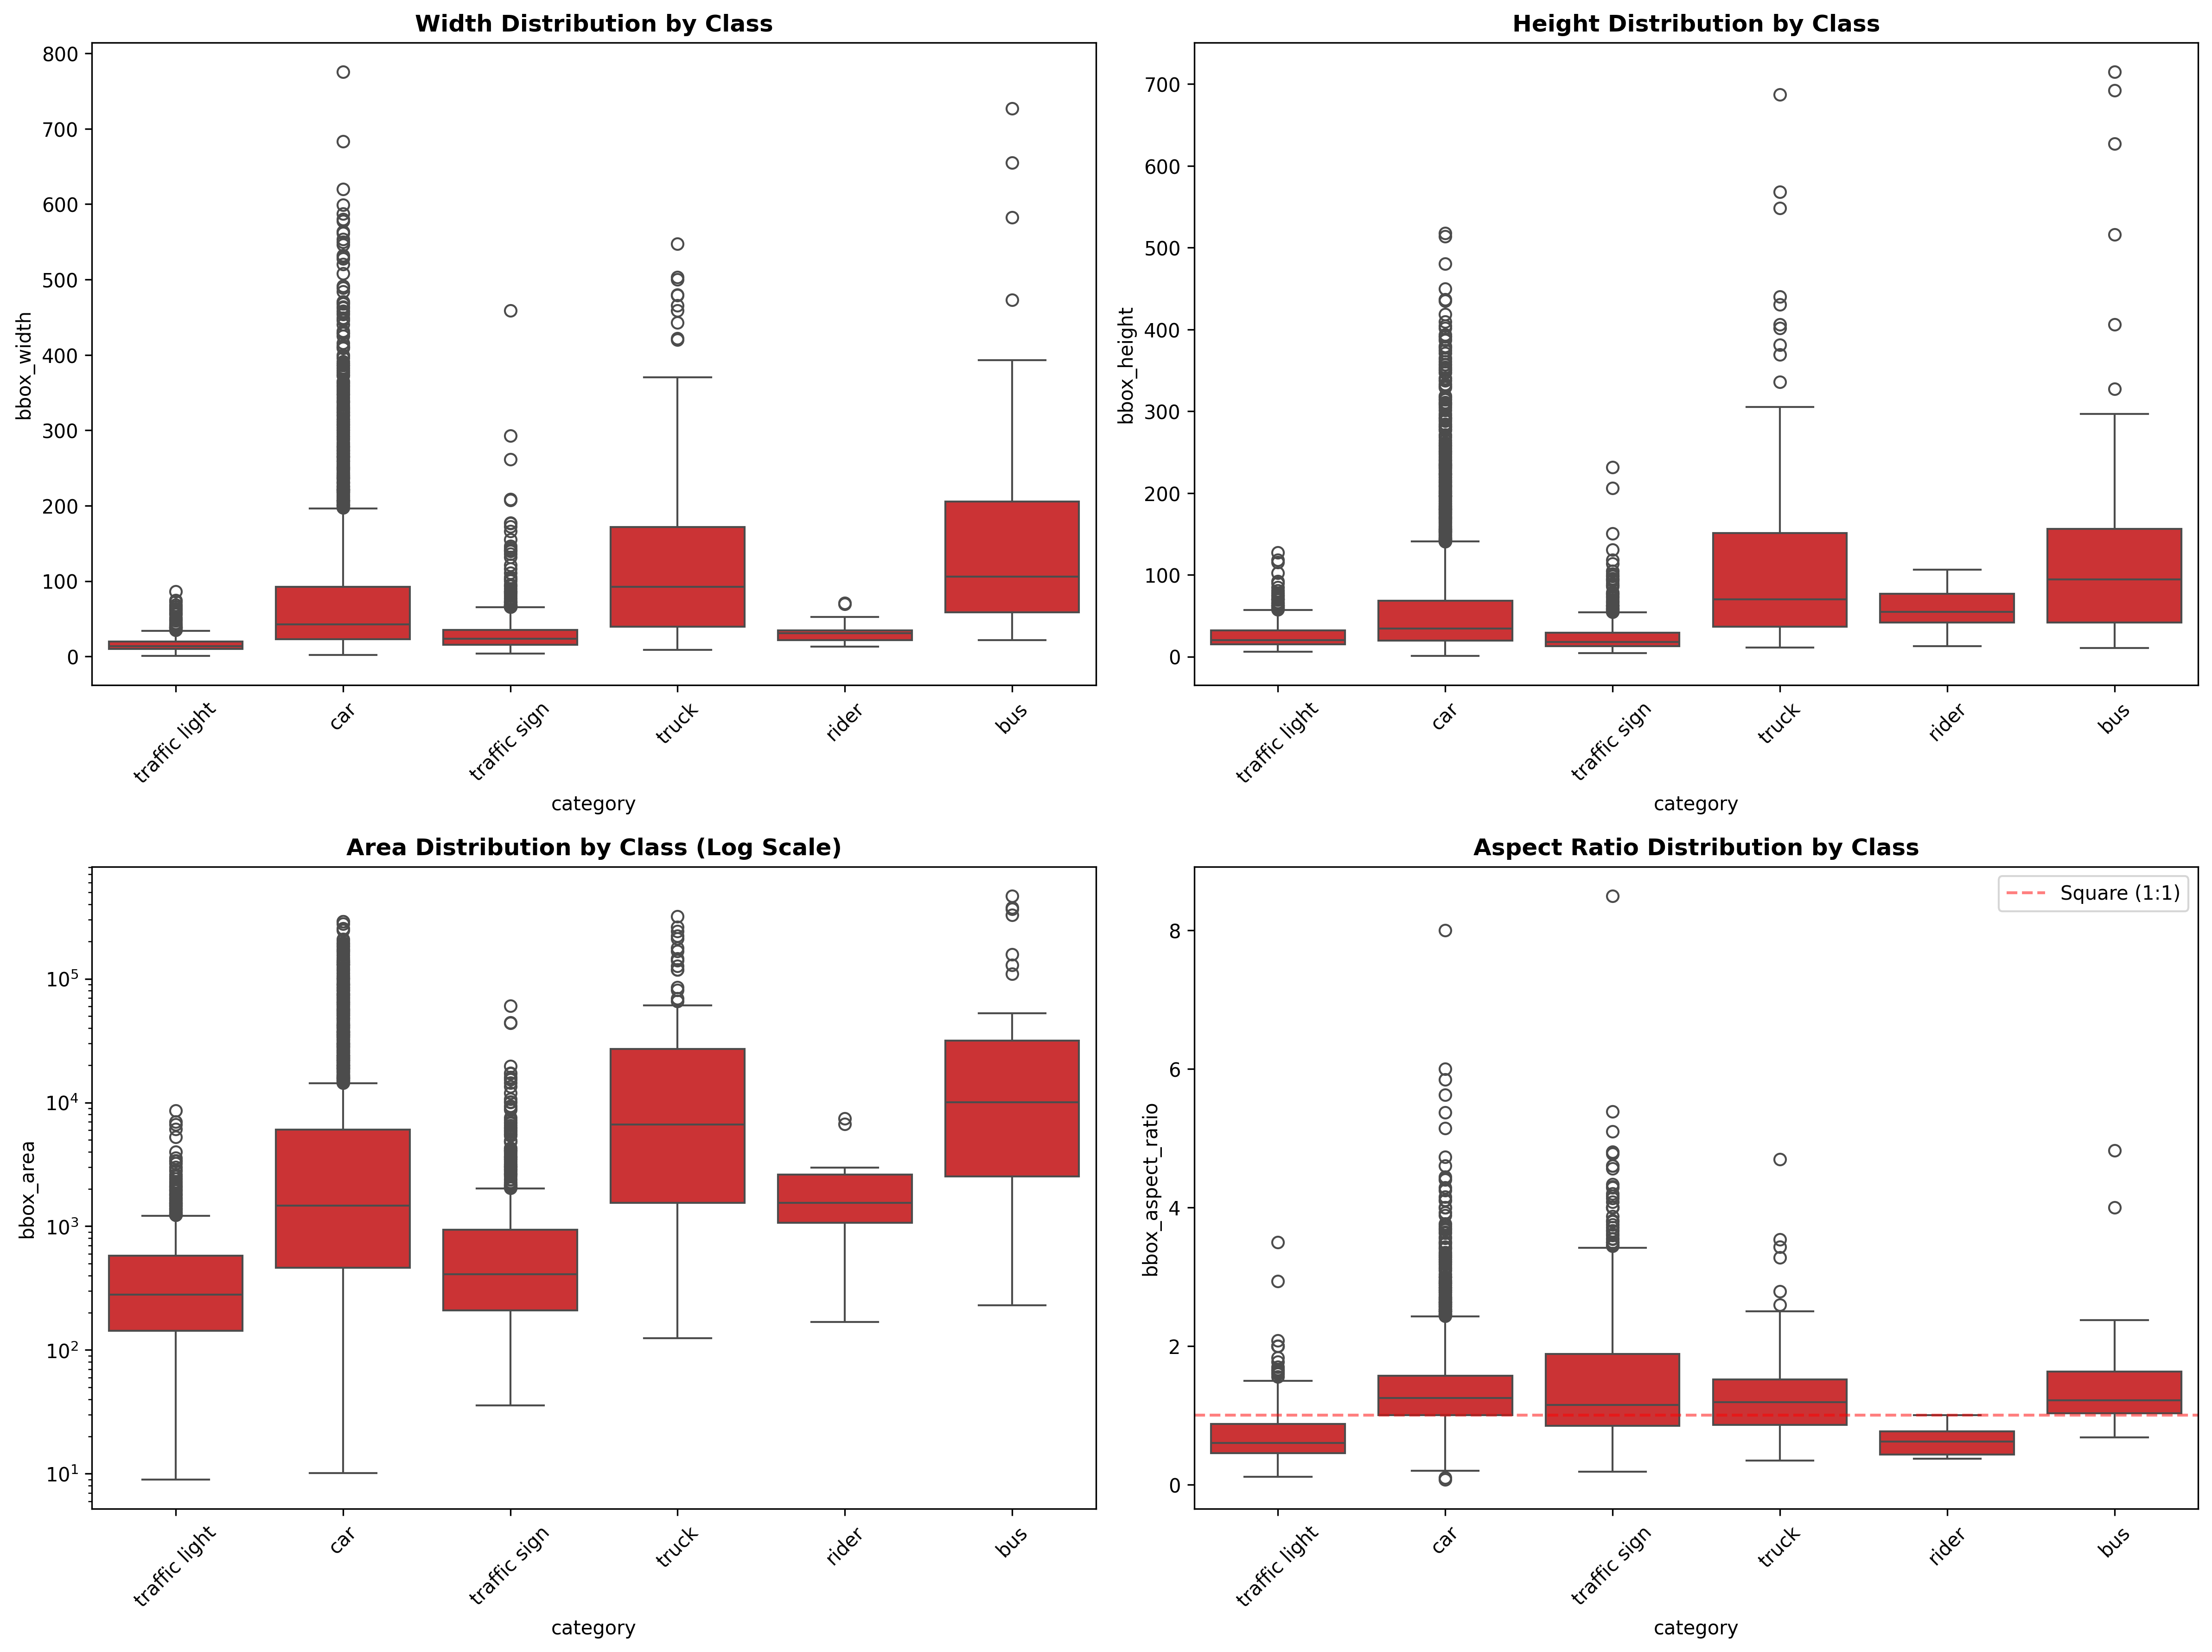 Width Distribution by Class
800
700
600
500
400
300
200
100
0
bbox_width
traffic light
car
traffic sign
truck
rider
bus
category
Height Distribution by Class
700
600
500
400
300
200
100
0
bbox_height
traffic light
car
traffic sign
truck
rider
bus
category
Area Distribution by Class (Log Scale)
10⁵
10⁴
10³
10²
10¹
bbox_area
traffic light
car
traffic sign
truck
rider
bus
category
Aspect Ratio Distribution by Class
Square (1:1)
8
6
4
2
0
bbox_aspect_ratio
traffic light
car
traffic sign
truck
rider
bus
category